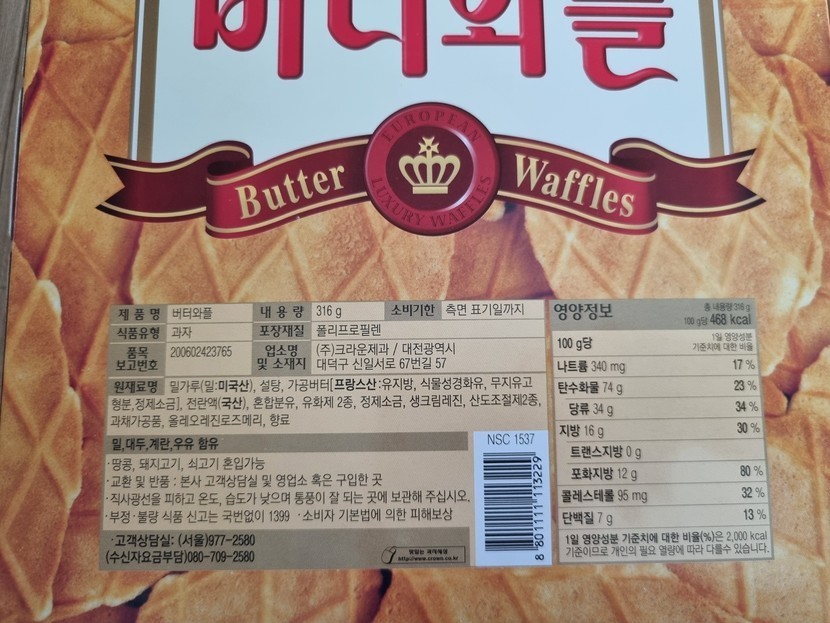 버터와플
EUROPEAN
Butter Waffles
LUXURY WAFFLES
제 품 명 버터와플 내 용 량 316 g 소비기한 측면 표기일까지
식품유형 과자 포장재질 폴리프로필렌
품목 보고번호 200602423765 업소명 및 소재지 (주)크라운제과 / 대전광역시 대덕구 신일서로 67번길 57
원재료명 밀가루(밀:미국산), 설탕, 가공버터[프랑스산:유지방, 식물성경화유, 무지유고
형분,정제소금], 전란액(국산), 혼합분유, 유화제 2종, 정제소금, 생크림레진, 산도조절제2종,
과채가공품, 올레오레진로즈메리, 향료
밀,대두,계란,우유 함유
·땅콩, 돼지고기, 쇠고기 혼입가능
·교환 및 반품 : 본사 고객상담실 및 영업소 혹은 구입한 곳
·직사광선을 피하고 온도, 습도가 낮으며 통풍이 잘 되는 곳에 보관해 주십시오.
·부정·불량 식품 신고는 국번없이 1399 ·소비자 기본법에 의한 피해보상
·고객상담실: (서울)977-2580
(수신자요금부담)080-709-2580
http://www.crown.co.kr
NSC 1537
8 801111 113229
영양정보 총 내용량 316 g
100 g당 468 kcal
100 g당 1일 영양성분 기준치에 대한 비율
나트륨 340 mg 17 %
탄수화물 74 g 23 %
당류 34 g 34 %
지방 16 g 30 %
트랜스지방 0 g
포화지방 12 g 80 %
콜레스테롤 95 mg 32 %
단백질 7 g 13 %
1일 영양성분 기준치에 대한 비율(%)은 2,000 kcal
기준이므로 개인의 필요 열량에 따라 다를수 있습니다.